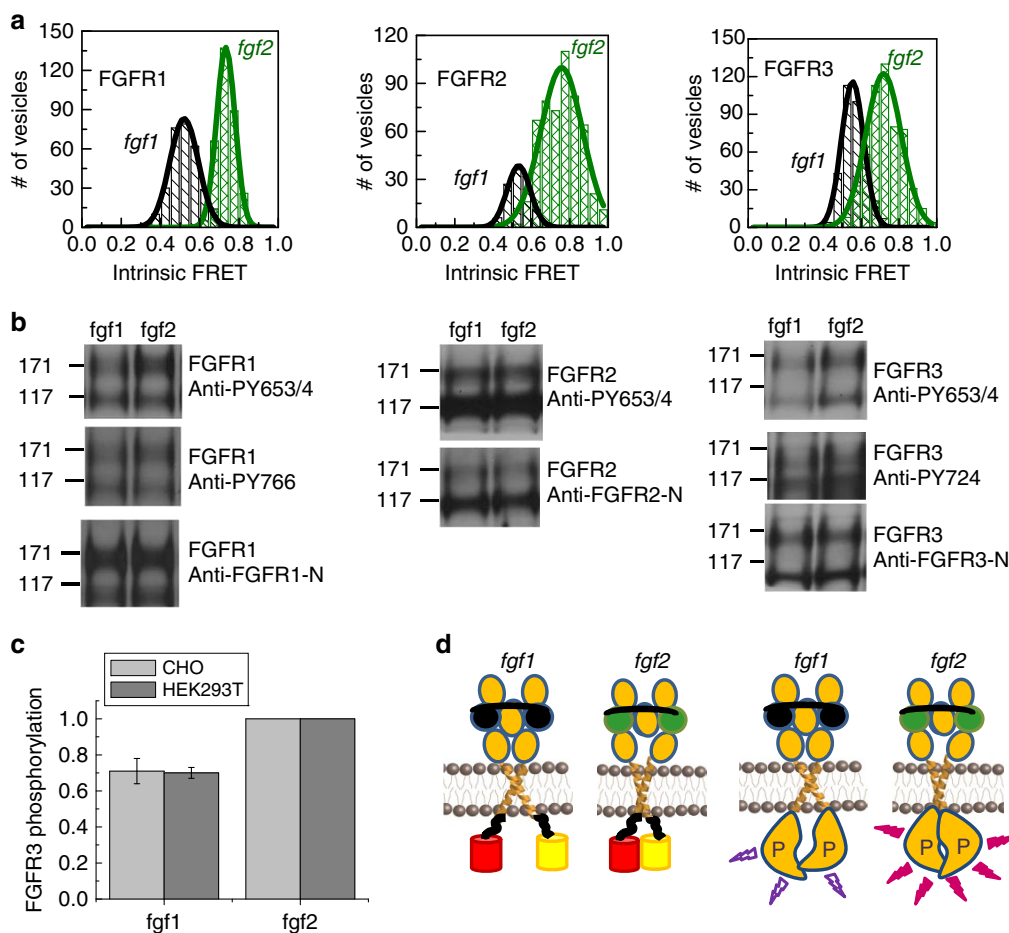 a
150
120
90
60
30
0
# of vesicles
FGFR1
fgf1
fgf2
0.0 0.2 0.4 0.6 0.8 1.0
Intrinsic FRET
150
120
90
60
30
0
# of vesicles
FGFR2
fgf1
fgf2
0.0 0.2 0.4 0.6 0.8 1.0
Intrinsic FRET
150
120
90
60
30
0
# of vesicles
FGFR3
fgf1
fgf2
0.0 0.2 0.4 0.6 0.8 1.0
Intrinsic FRET
b
fgf1 fgf2
171
117
FGFR1
Anti-PY653/4
171
117
FGFR1
Anti-PY766
171
117
FGFR1
Anti-FGFR1-N
fgf1 fgf2
171
117
FGFR2
Anti-PY653/4
171
117
FGFR2
Anti-FGFR2-N
fgf1 fgf2
171
117
FGFR3
Anti-PY653/4
171
117
FGFR3
Anti-PY724
171
117
FGFR3
Anti-FGFR3-N
c
CHO
HEK293T
1.0
0.8
0.6
0.4
0.2
0.0
FGFR3 phosphorylation
fgf1 fgf2
d
fgf1 fgf2 fgf1 fgf2
P P P P